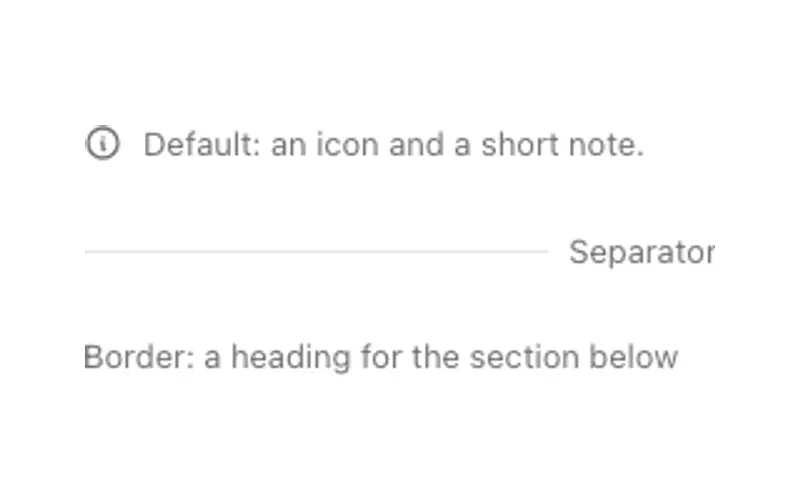 Default: an icon and a short note.
Separator
Border: a heading for the section below